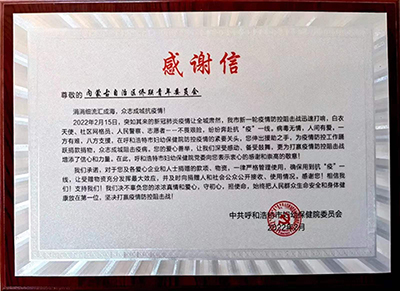 感谢信
尊敬的 内蒙古自治区侨联青年委员会
涓涓细流汇成海，众志成城抗疫情！
2022年2月15日，突如其来的新冠肺炎疫情让全城肃然，我市新一轮疫情防控阻击战迅速打响，白衣
天使、社区网格员、人民警察、志愿者一一畏艰险，纷纷奔赴抗“疫”一线。病毒无情，人间有爱，一
方有难，八方支援，在呼和浩特市妇幼保健院疫情防控的紧要关头，您伸出援助之手，为疫情防控工作踊
跃捐款捐物，众志成城阻击疫病。您的爱心善举，让我们深受感动、备受鼓舞，更为打赢疫情防控阻击战
增添了信心和力量。在此，呼和浩特市妇幼保健院党委向您表示衷心的感谢和崇高的敬意！
我们承诺，对于您及各爱心企业和人士捐赠的款项、物资，一律严格管理使用，确保用到抗“疫”一
线，让受赠物资充分发挥最大效应，并及时向捐赠人和社会公众公开接收、使用情况。感谢您！相信我
们！支持我们！我们决不辜负您的浓浓真情和爱心，守初心，担使命，始终把人民群众生命安全和身体健
康放在第一位，坚决打赢疫情防控阻击战！
中共呼和浩特市妇幼保健院委员会
2022年2月